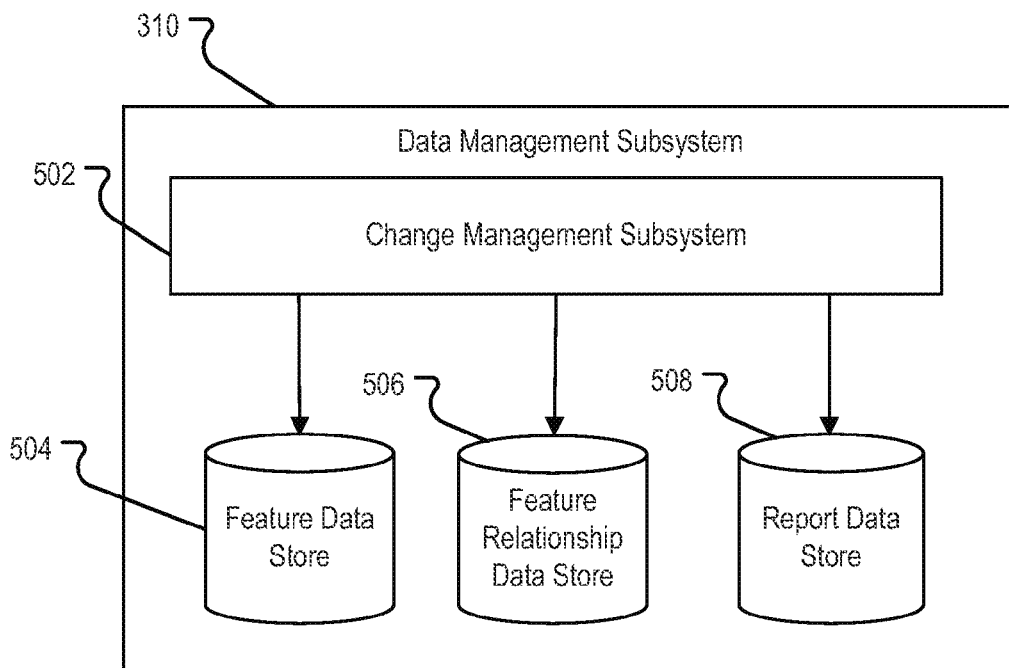 310
Data Management Subsystem
502
Change Management Subsystem
506
508
504
Feature Data
Store
Feature
Relationship
Data Store
Report Data
Store